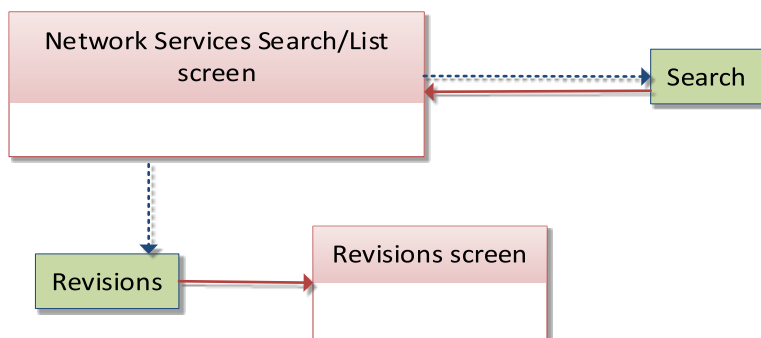 Network Services Search/List
screen
Search
Revisions screen
Revisions